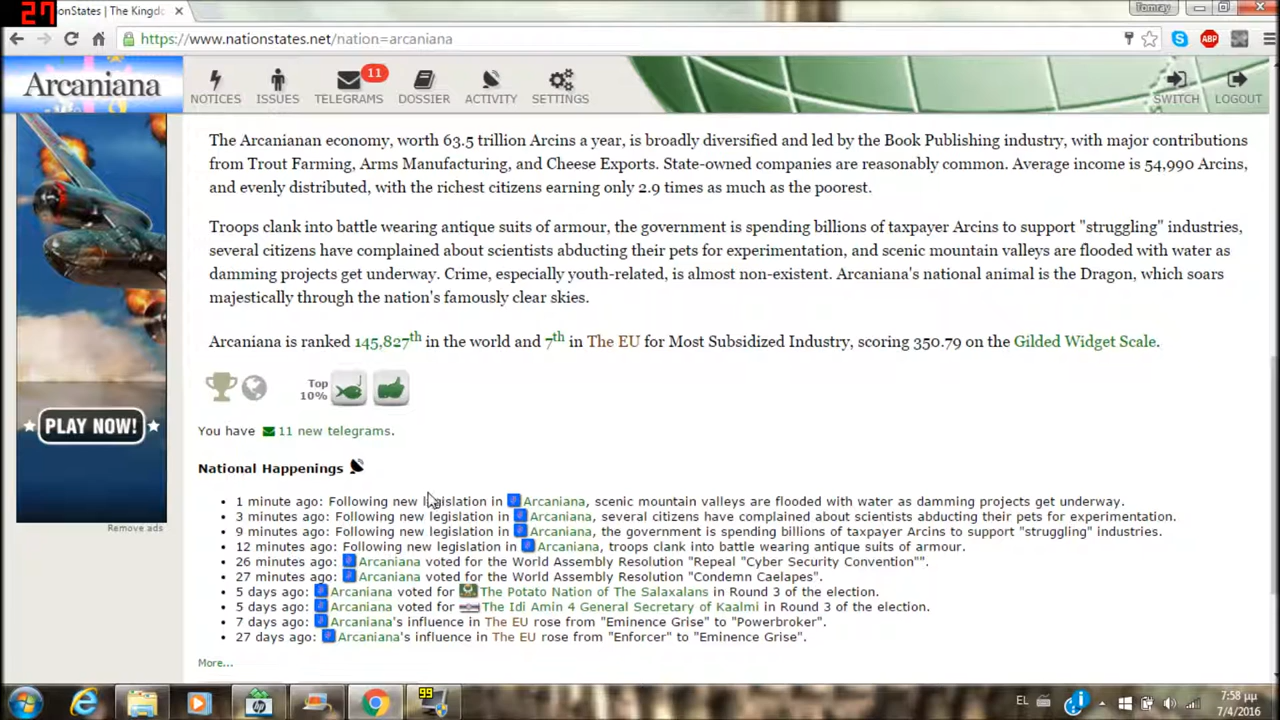 27
onStates | The Kingdo
Tomray
https://www.nationstates.net/nation=arcaniana
ABP
Arcaniana
NOTICES
ISSUES
11
TELEGRAMS
DOSSIER
ACTIVITY
SETTINGS
SWITCH
LOGOUT
The Arcanianan economy, worth 63.5 trillion Arcins a year, is broadly diversified and led by the Book Publishing industry, with major contributions
from Trout Farming, Arms Manufacturing, and Cheese Exports. State-owned companies are reasonably common. Average income is 54,990 Arcins,
and evenly distributed, with the richest citizens earning only 2.9 times as much as the poorest.
Troops clank into battle wearing antique suits of armour, the government is spending billions of taxpayer Arcins to support "struggling" industries,
several citizens have complained about scientists abducting their pets for experimentation, and scenic mountain valleys are flooded with water as
damming projects get underway. Crime, especially youth-related, is almost non-existent. Arcaniana's national animal is the Dragon, which soars
majestically through the nation's famously clear skies.
Arcaniana is ranked 145,827th in the world and 7th in The EU for Most Subsidized Industry, scoring 350.79 on the Gilded Widget Scale.
Top
10%
PLAY NOW!
Remove ads
You have 11 new telegrams.
National Happenings
• 1 minute ago: Following new legislation in Arcaniana, scenic mountain valleys are flooded with water as damming projects get underway.
• 3 minutes ago: Following new legislation in Arcaniana, several citizens have complained about scientists abducting their pets for experimentation.
• 9 minutes ago: Following new legislation in Arcaniana, the government is spending billions of taxpayer Arcins to support "struggling" industries.
• 12 minutes ago: Following new legislation in Arcaniana, troops clank into battle wearing antique suits of armour.
• 26 minutes ago: Arcaniana voted for the World Assembly Resolution "Repeal "Cyber Security Convention"".
• 27 minutes ago: Arcaniana voted for the World Assembly Resolution "Condemn Caelapes".
• 5 days ago: Arcaniana voted for The Potato Nation of The Salaxalans in Round 3 of the election.
• 5 days ago: Arcaniana voted for The Idi Amin 4 General Secretary of Kaalmi in Round 3 of the election.
• 7 days ago: Arcaniana's influence in The EU rose from "Eminence Grise" to "Powerbroker".
• 27 days ago: Arcaniana's influence in The EU rose from "Enforcer" to "Eminence Grise".
More...
99
EL
7:58 μμ
7/4/2016